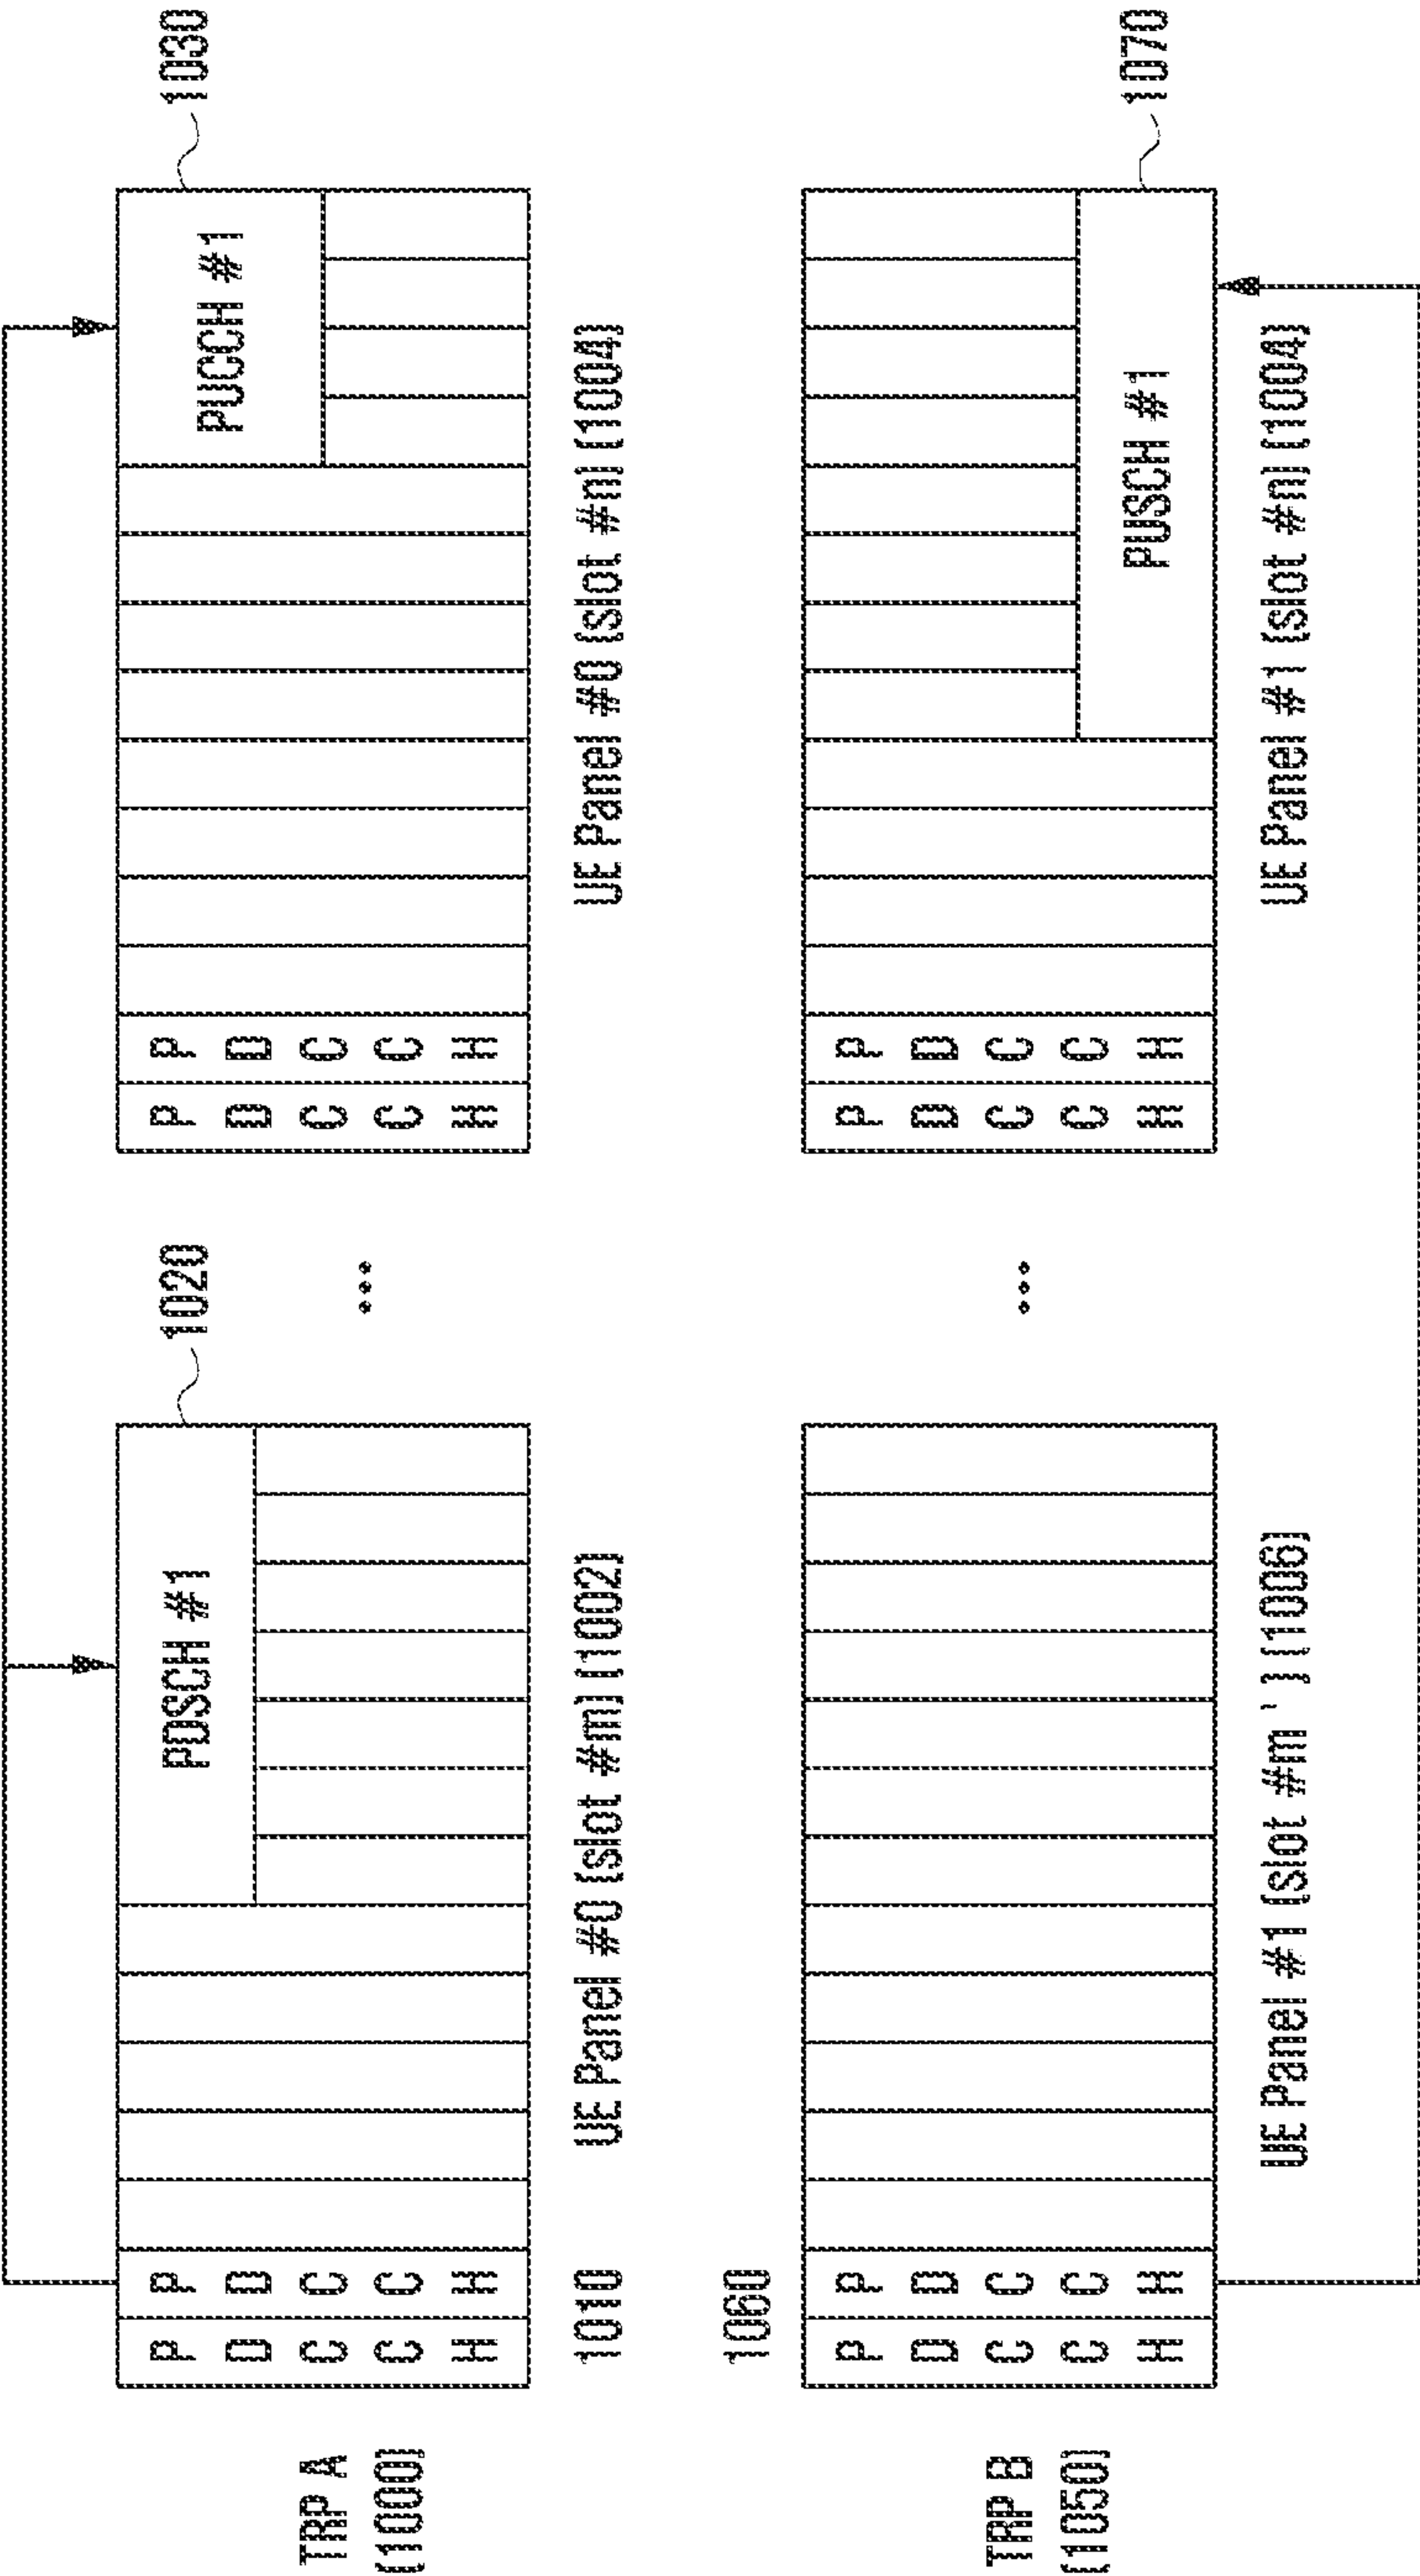 1020
1030
TRP A
(1000)
PDCCH
PDCCH
PDSCH #1
...
PDCCH
PDCCH
PUCCH #1
1010
UE Panel #0 (slot #m) (1002)
UE Panel #0 (slot #n) (1004)
1060
TRP B
(1050)
PDCCH
PDCCH
...
PDCCH
PDCCH
PUSCH #1
1070
UE Panel #1 (slot #m') (1006)
UE Panel #1 (slot #n) (1004)